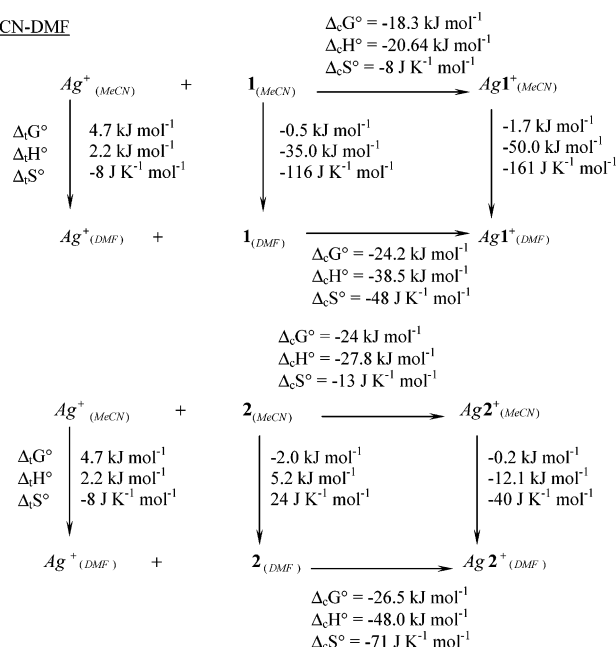 CN-DMF
ΔcG° = -18.3 kJ mol⁻¹
ΔcH° = -20.64 kJ mol⁻¹
ΔcS° = -8 J K⁻¹ mol⁻¹
Ag⁺ (MeCN) + 1(MeCN) Ag1⁺(MeCN)
ΔtG° 4.7 kJ mol⁻¹ -0.5 kJ mol⁻¹ -1.7 kJ mol⁻¹
ΔtH° 2.2 kJ mol⁻¹ -35.0 kJ mol⁻¹ -50.0 kJ mol⁻¹
ΔtS° -8 J K⁻¹ mol⁻¹ -116 J K⁻¹ mol⁻¹ -161 J K⁻¹ mol⁻¹
Ag⁺(DMF) + 1(DMF) Ag1⁺(DMF)
ΔcG° = -24.2 kJ mol⁻¹
ΔcH° = -38.5 kJ mol⁻¹
ΔcS° = -48 J K⁻¹ mol⁻¹
ΔcG° = -24 kJ mol⁻¹
ΔcH° = -27.8 kJ mol⁻¹
ΔcS° = -13 J K⁻¹ mol⁻¹
Ag⁺ (MeCN) + 2(MeCN) Ag2⁺(MeCN)
ΔtG° 4.7 kJ mol⁻¹ -2.0 kJ mol⁻¹ -0.2 kJ mol⁻¹
ΔtH° 2.2 kJ mol⁻¹ 5.2 kJ mol⁻¹ -12.1 kJ mol⁻¹
ΔtS° -8 J K⁻¹ mol⁻¹ 24 J K⁻¹ mol⁻¹ -40 J K⁻¹ mol⁻¹
Ag ⁺ (DMF) + 2 (DMF) Ag 2 ⁺ (DMF)
ΔcG° = -26.5 kJ mol⁻¹
ΔcH° = -48.0 kJ mol⁻¹
ΔcS° = -71 J K⁻¹ mol⁻¹